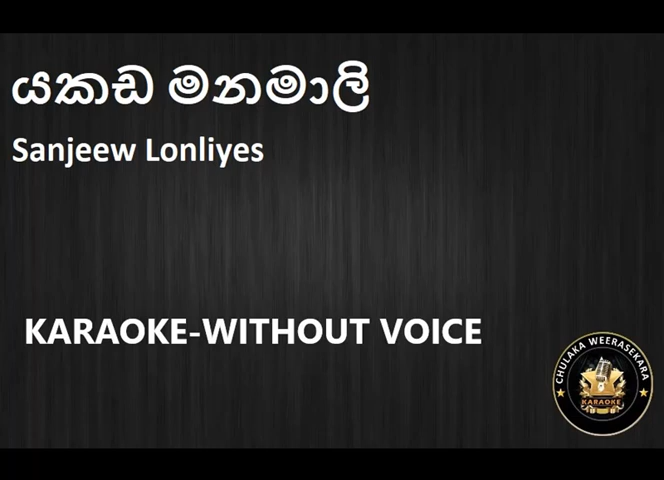 යකඩ මනමාලි
Sanjeew Lonliyes
KARAOKE-WITHOUT VOICE
CHULAKA WEERASEKARA
KARAOKE